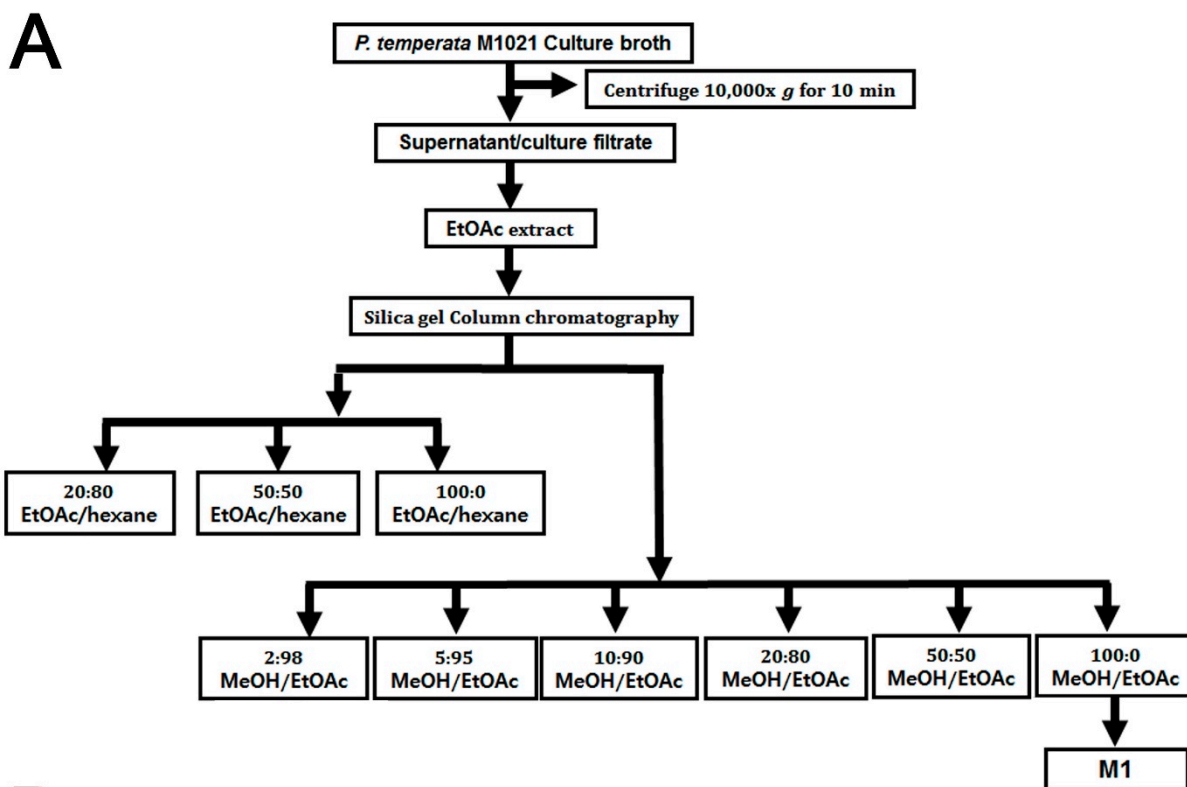 A
P. temperata M1021 Culture broth
Centrifuge 10,000x g for 10 min
Supernatant/culture filtrate
EtOAc extract
Silica gel Column chromatography
20:80
EtOAc/hexane
50:50
EtOAc/hexane
100:0
EtOAc/hexane
2:98
MeOH/EtOAc
5:95
MeOH/EtOAc
10:90
MeOH/EtOAc
20:80
MeOH/EtOAc
50:50
MeOH/EtOAc
100:0
MeOH/EtOAc
M1